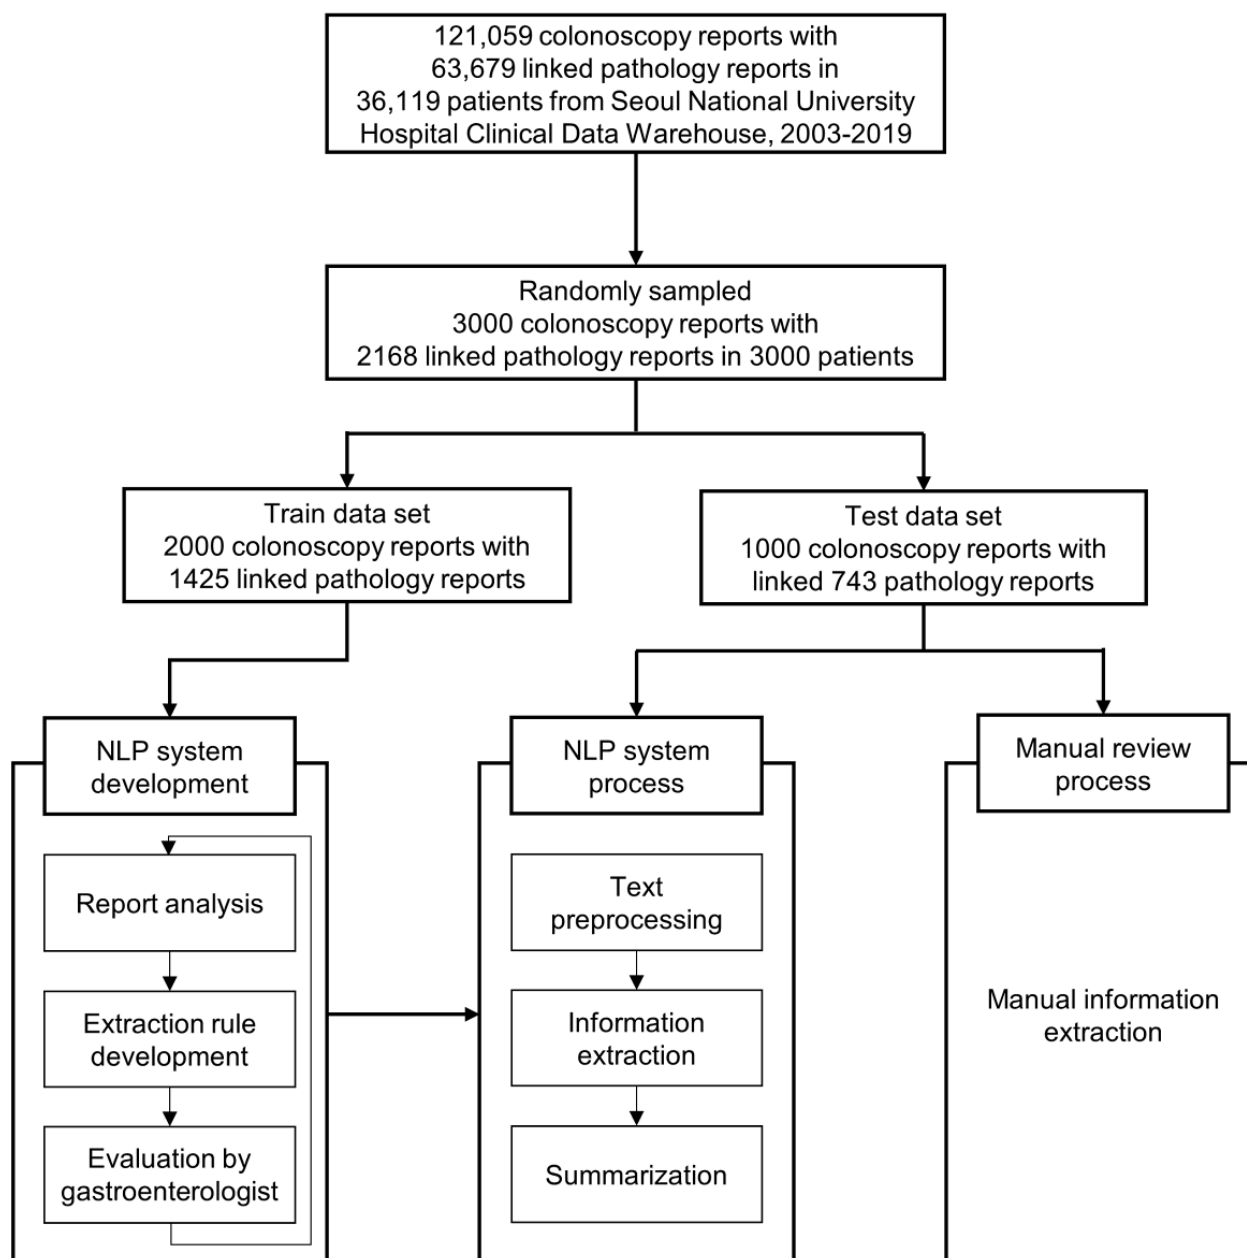 121,059 colonoscopy reports with
63,679 linked pathology reports in
36,119 patients from Seoul National University
Hospital Clinical Data Warehouse, 2003-2019
Randomly sampled
3000 colonoscopy reports with
2168 linked pathology reports in 3000 patients
Train data set
2000 colonoscopy reports with
1425 linked pathology reports
Test data set
1000 colonoscopy reports with
linked 743 pathology reports
NLP system
development
Report analysis
Extraction rule
development
Evaluation by
gastroenterologist
NLP system
process
Text
preprocessing
Information
extraction
Summarization
Manual review
process
Manual information
extraction